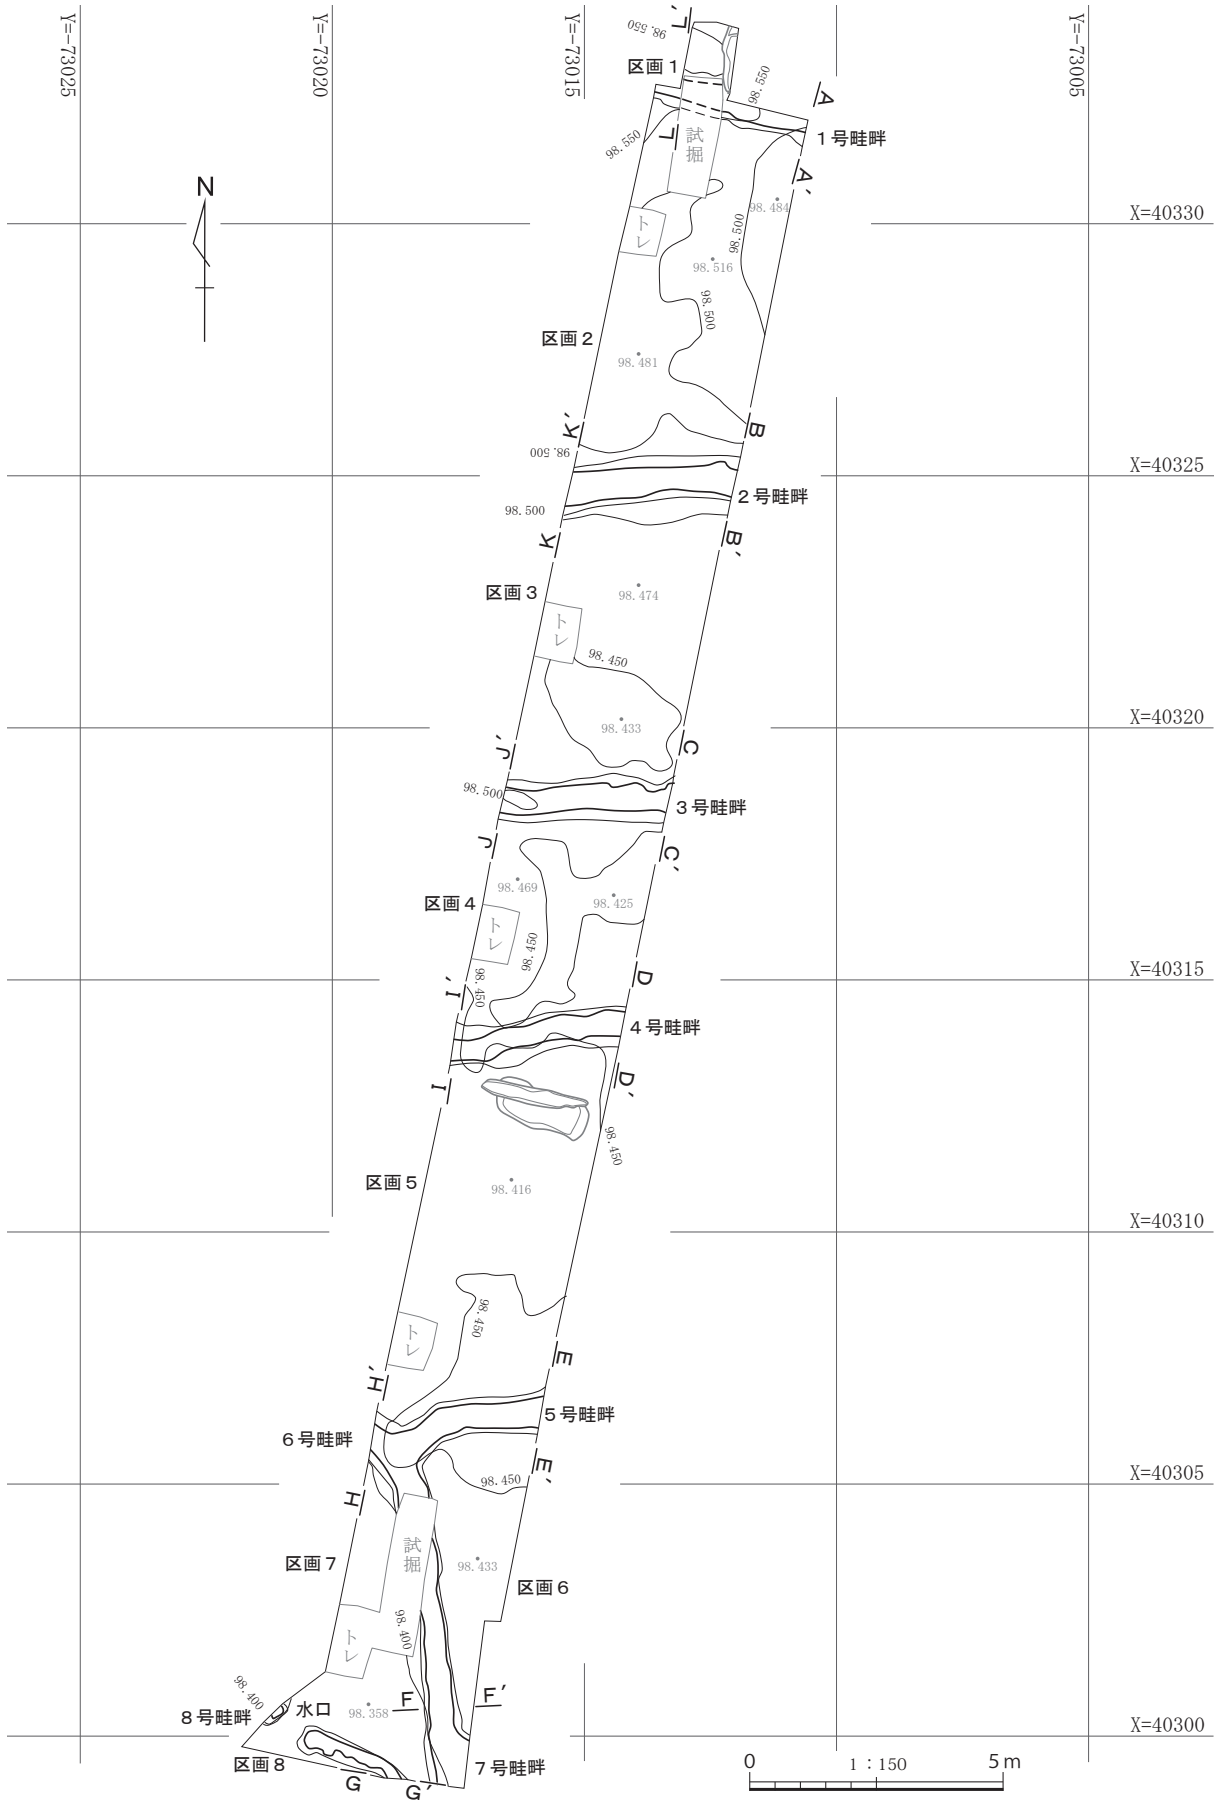 Y=-73025
Y=-73020
Y=-73015
Y=-73005
L'
98.550
区画1
98.550
A
1号畦畔
98.550
L
試掘
A'
N
98.484
X=40330
トレ
98.500
98.516
98.500
区画2
98.481
K'
B
98.500
X=40325
2号畦畔
98.500
K
B'
区画3
98.474
トレ
98.450
98.433
X=40320
J'
C
98.500
3号畦畔
J
C'
98.469
区画4
98.425
トレ
98.450
98.450
D
X=40315
I'
4号畦畔
I
D'
98.450
区画5
98.416
X=40310
98.450
トレ
E
H'
5号畦畔
6号畦畔
E'
98.450
X=40305
H
試掘
区画7
98.433
区画6
98.400
トレ
98.400
F
F'
8号畦畔
水口
98.358
X=40300
区画8
7号畦畔
G
G'
0
1:150
5m